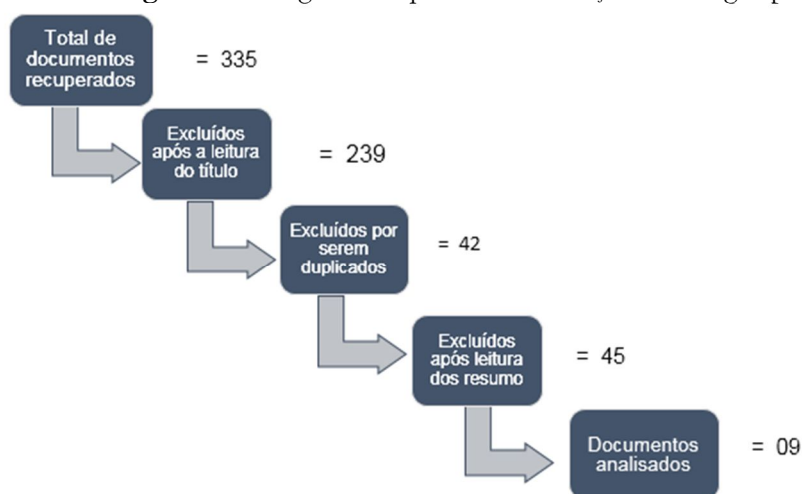 Total de
documentos
recuperados
= 335
Excluídos
após a leitura
do título
= 239
Excluídos por
serem
duplicados
= 42
Excluídos
após leitura
dos resumo
= 45
Documentos
analisados
= 09